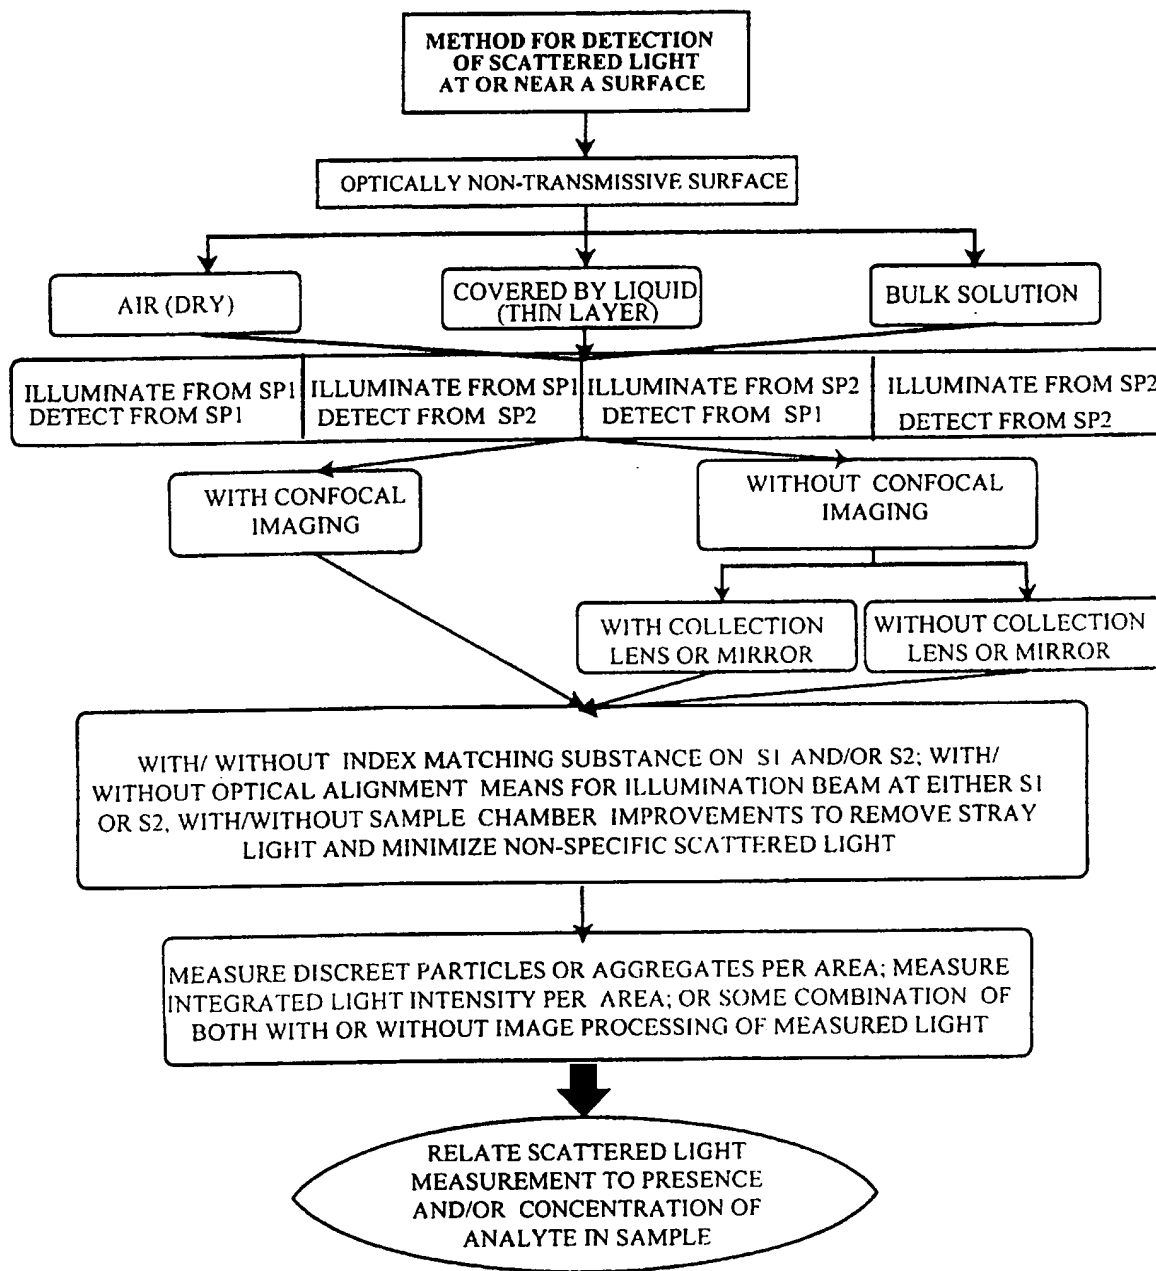 METHOD FOR DETECTION
OF SCATTERED LIGHT
AT OR NEAR A SURFACE
OPTICALLY NON-TRANSMISSIVE SURFACE
AIR (DRY)
COVERED BY LIQUID
(THIN LAYER)
BULK SOLUTION
ILLUMINATE FROM SP1
DETECT FROM SP1
ILLUMINATE FROM SP1
DETECT FROM SP2
ILLUMINATE FROM SP2
DETECT FROM SP1
ILLUMINATE FROM SP2
DETECT FROM SP2
WITH CONFOCAL
IMAGING
WITHOUT CONFOCAL
IMAGING
WITH COLLECTION
LENS OR MIRROR
WITHOUT COLLECTION
LENS OR MIRROR
WITH/ WITHOUT INDEX MATCHING SUBSTANCE ON S1 AND/OR S2; WITH/
WITHOUT OPTICAL ALIGNMENT MEANS FOR ILLUMINATION BEAM AT EITHER S1
OR S2, WITH/WITHOUT SAMPLE CHAMBER IMPROVEMENTS TO REMOVE STRAY
LIGHT AND MINIMIZE NON-SPECIFIC SCATTERED LIGHT
MEASURE DISCREET PARTICLES OR AGGREGATES PER AREA; MEASURE
INTEGRATED LIGHT INTENSITY PER AREA; OR SOME COMBINATION OF
BOTH WITH OR WITHOUT IMAGE PROCESSING OF MEASURED LIGHT
RELATE SCATTERED LIGHT
MEASUREMENT TO PRESENCE
AND/OR CONCENTRATION OF
ANALYTE IN SAMPLE